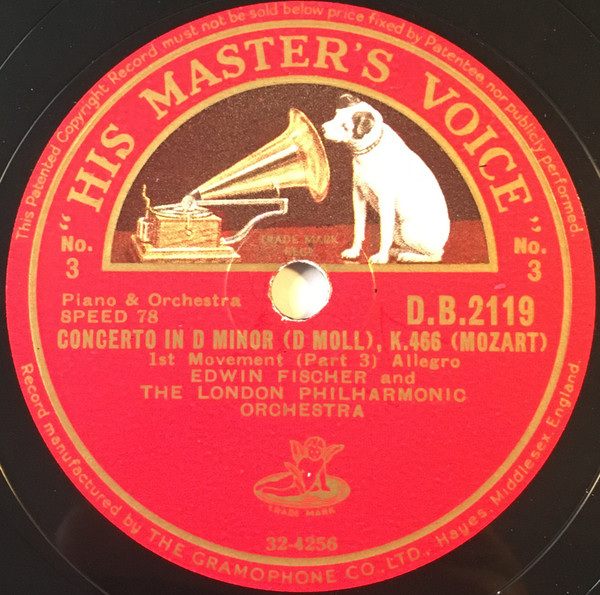 This Patented Copyright Record must not be sold below price fixed by Patentee, nor publicly performed.
"HIS MASTER'S VOICE"
TRADE MARK
No.
3
No.
3
Piano & Orchestra
SPEED 78
D.B.2119
CONCERTO IN D MINOR (D MOLL), K.466 (MOZART)
1st Movement (Part 3) Allegro
EDWIN FISCHER and
THE LONDON PHILHARMONIC
ORCHESTRA
TRADE MARK
32-4256
Record manufactured by THE GRAMOPHONE CO., LTD., Hayes, Middlesex, England.